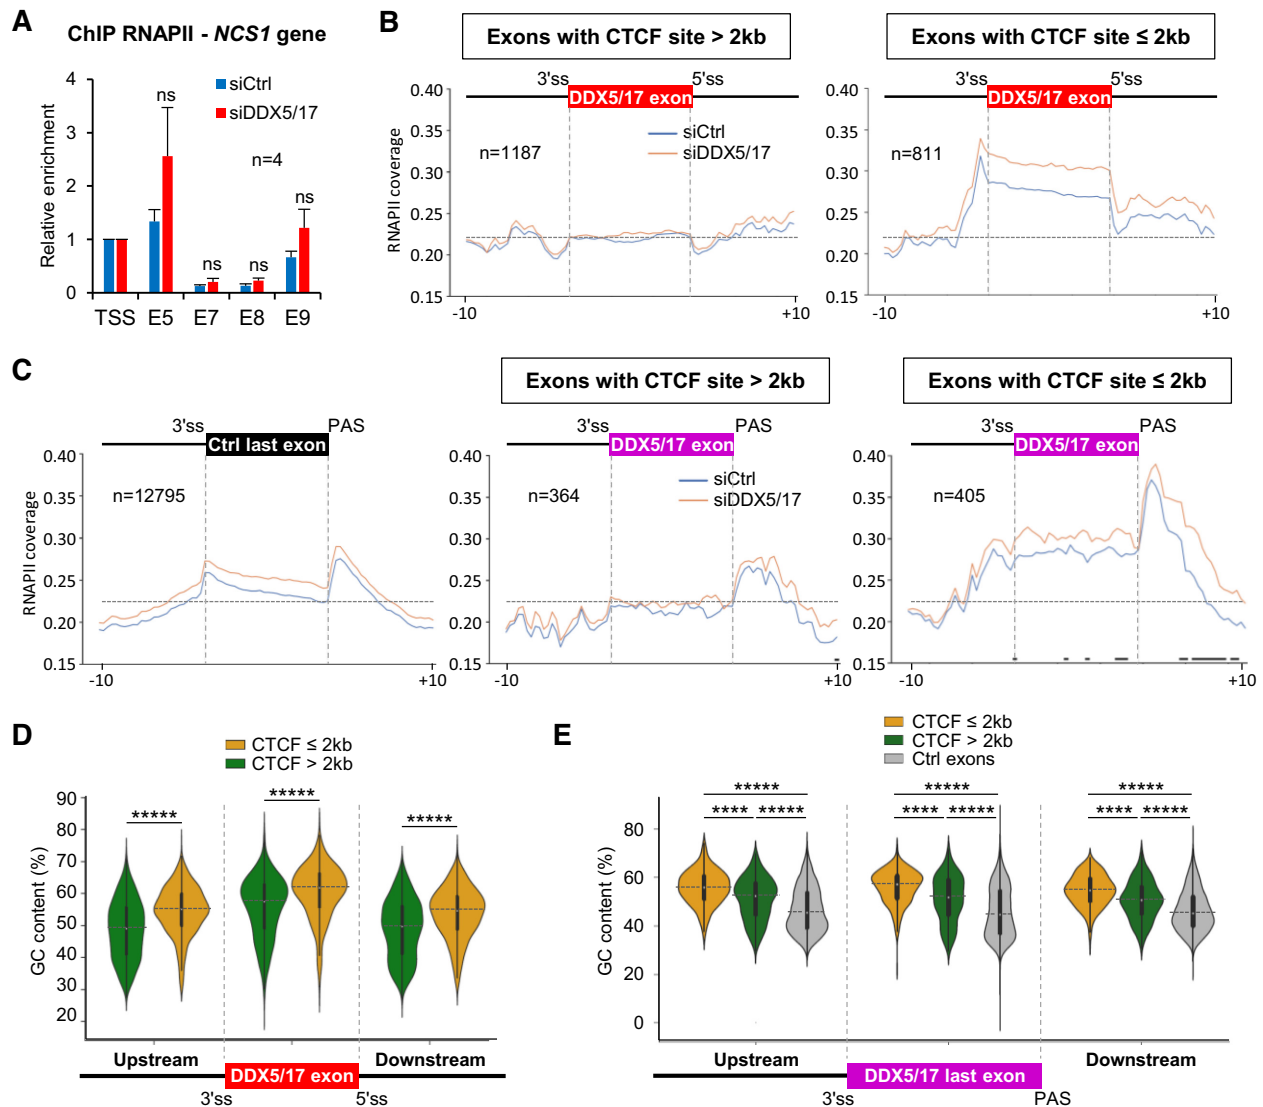 A
ChIP RNAPII - NCS1 gene
Relative enrichment
4
3
2
1
0
siCtrl
siDDX5/17
n=4
ns
ns
ns
ns
TSS E5 E7 E8 E9
B
Exons with CTCF site > 2kb
3'ss 5'ss
DDX5/17 exon
RNAPII coverage
0.40
0.35
0.30
0.25
0.20
0.15
n=1187
siCtrl
siDDX5/17
-10 +10
Exons with CTCF site ≤ 2kb
3'ss 5'ss
DDX5/17 exon
0.40
0.35
0.30
0.25
0.20
0.15
n=811
-10 +10
C
3'ss PAS
Ctrl last exon
RNAPII coverage
0.40
0.35
0.30
0.25
0.20
0.15
n=12795
-10 +10
Exons with CTCF site > 2kb
3'ss PAS
DDX5/17 exon
0.40
0.35
0.30
0.25
0.20
0.15
n=364
siCtrl
siDDX5/17
-10 +10
Exons with CTCF site ≤ 2kb
3'ss PAS
DDX5/17 exon
0.40
0.35
0.30
0.25
0.20
0.15
n=405
-10 +10
D
CTCF ≤ 2kb
CTCF > 2kb
GC content (%)
90
80
70
60
50
40
30
20
***** ***** *****
Upstream Downstream
DDX5/17 exon
3'ss 5'ss
E
CTCF ≤ 2kb
CTCF > 2kb
Ctrl exons
GC content (%)
80
60
40
20
0
***** ***** *****
**** ***** **** ***** **** *****
Upstream Downstream
DDX5/17 last exon
3'ss PAS